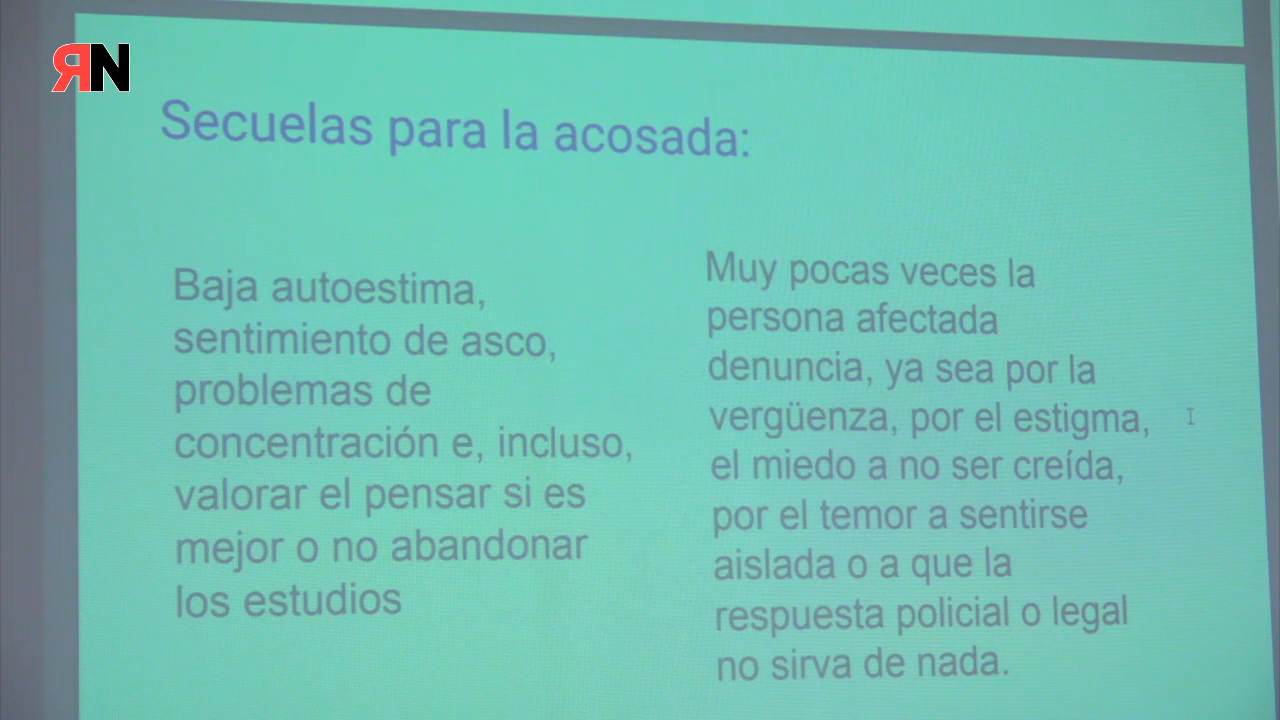 ЯN
Secuelas para la acosada:
Baja autoestima,
sentimiento de asco,
problemas de
concentración e, incluso,
valorar el pensar si es
mejor o no abandonar
los estudios
Muy pocas veces la
persona afectada
denuncia, ya sea por la
vergüenza, por el estigma,
el miedo a no ser creída,
por el temor a sentirse
aislada o a que la
respuesta policial o legal
no sirva de nada.